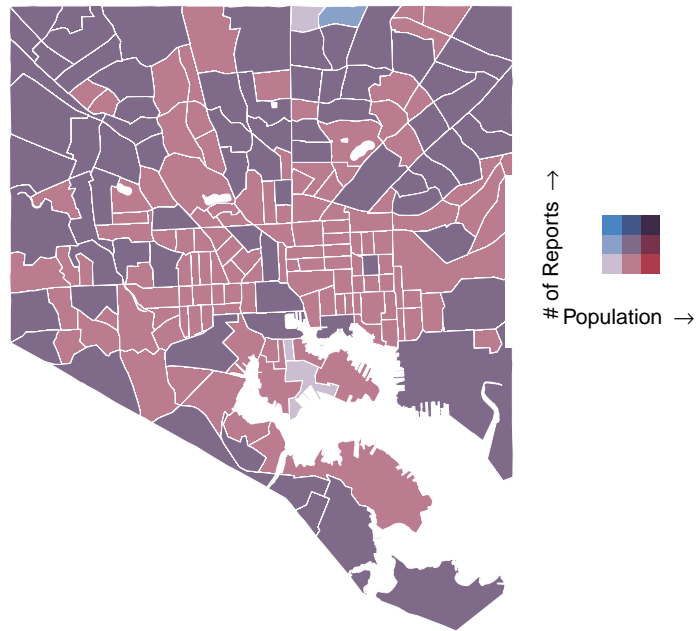 # of Reports →
Population →